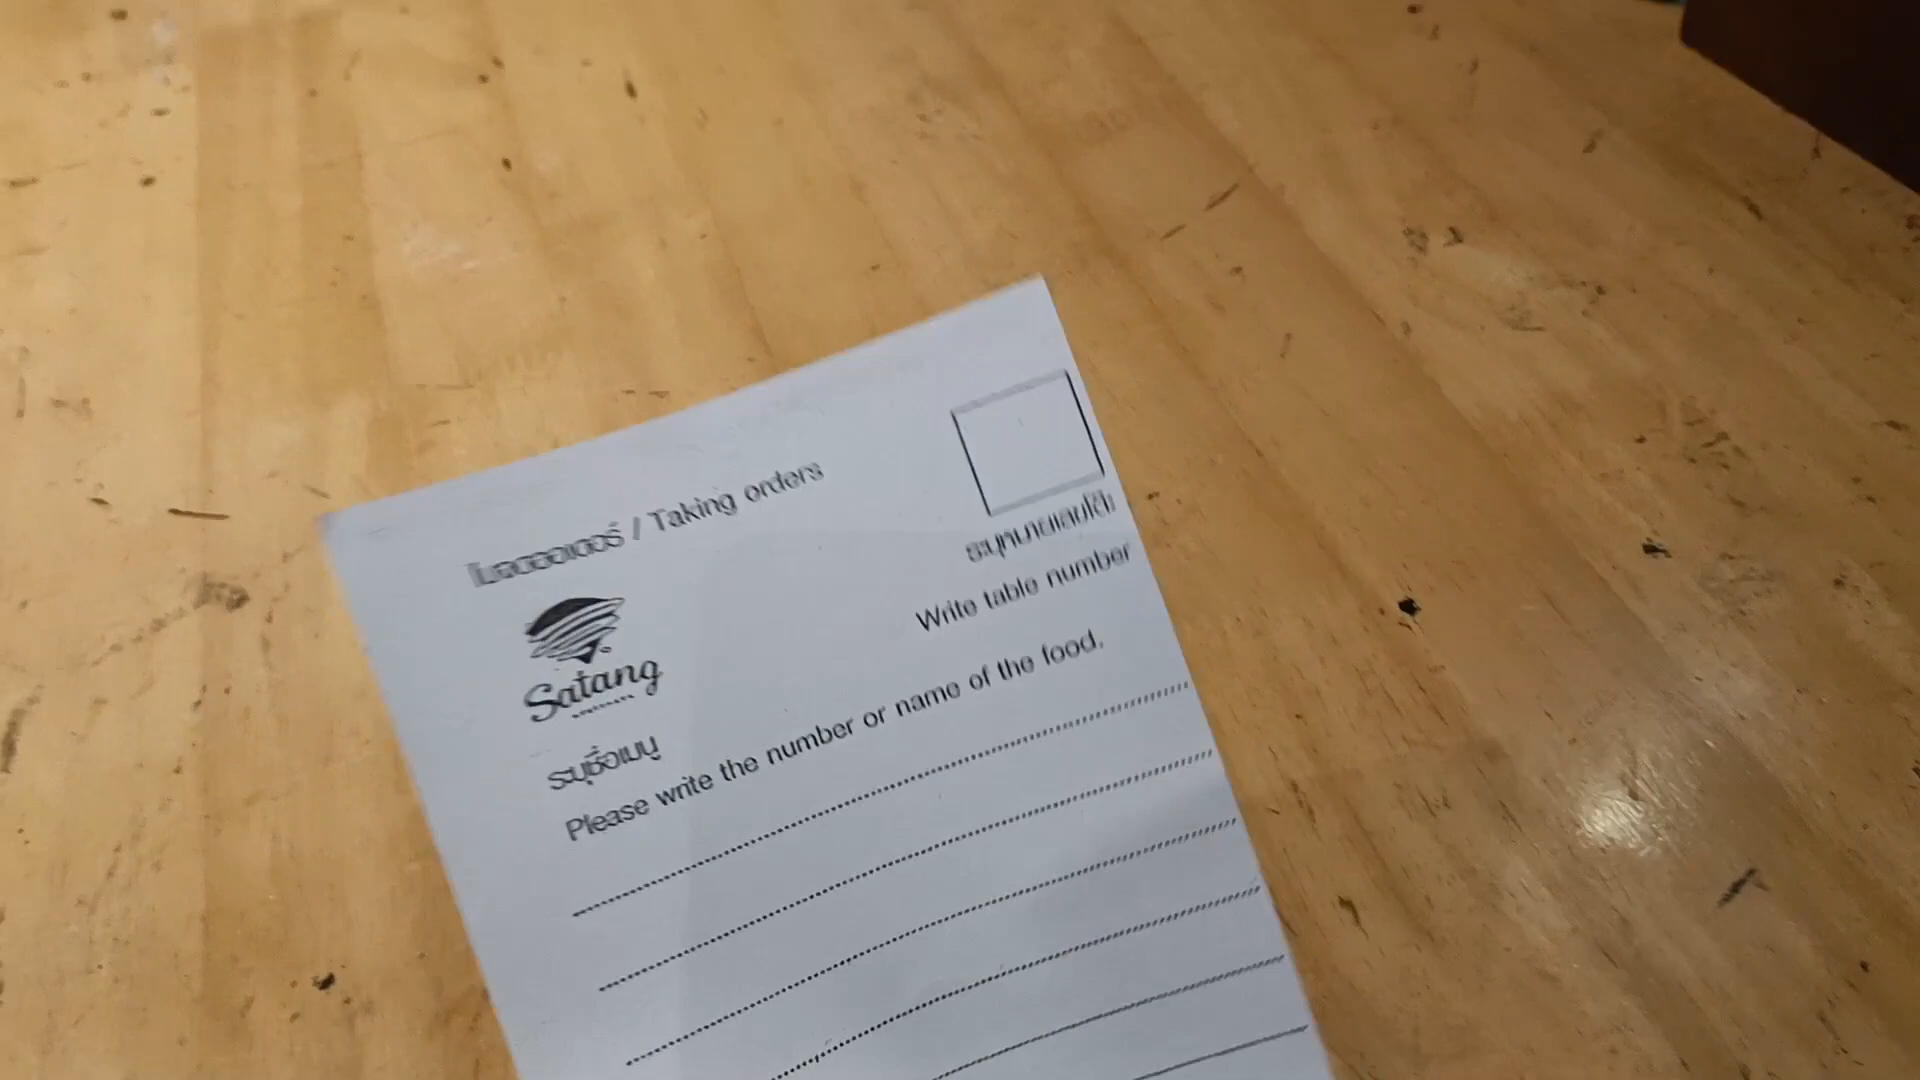 ใบจดออเดอร์ / Taking orders
ระบุหมายเลขโต๊ะ
Write table number
Satang
ระบุชื่อเมนู
Please write the number or name of the food.